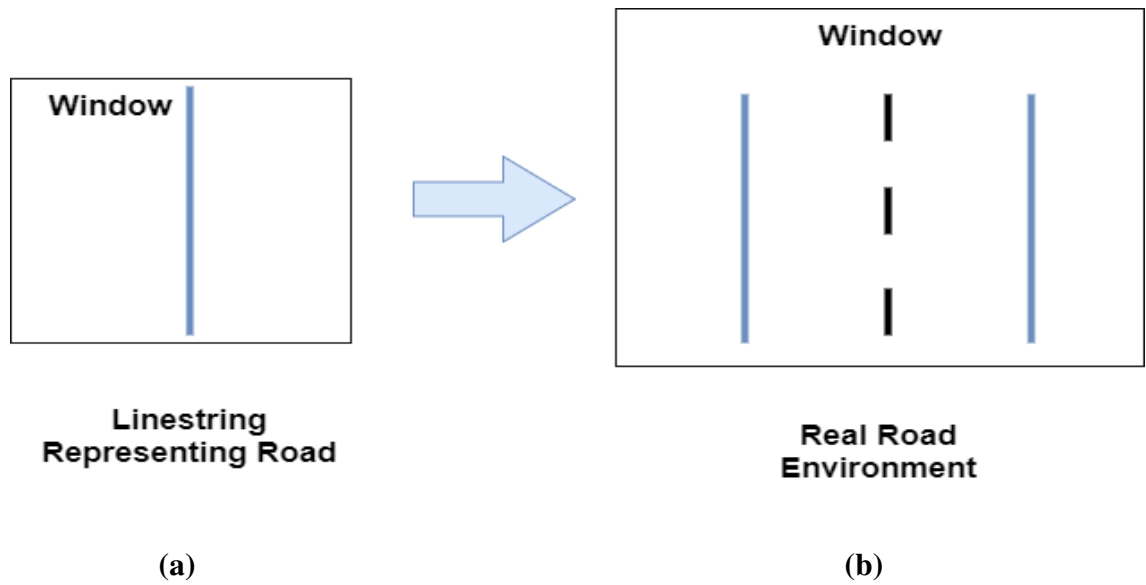 Window
Linestring
Representing Road
(a)
Window
Real Road
Environment
(b)